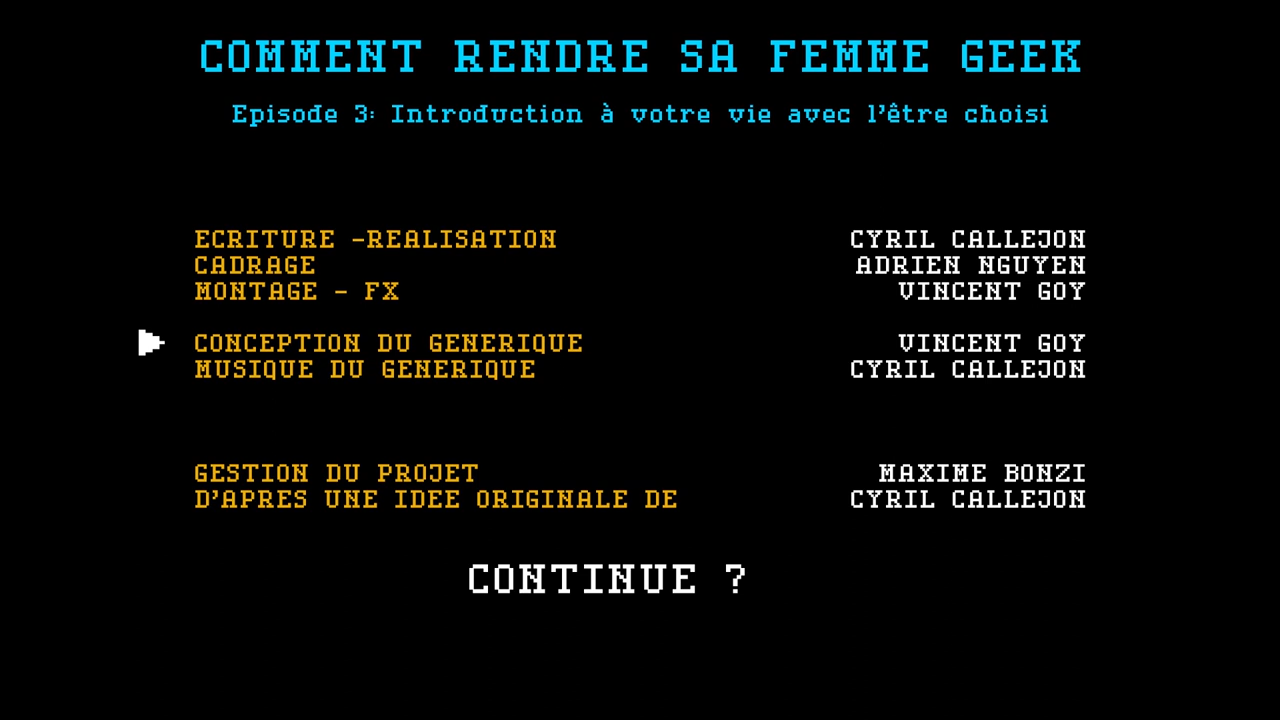 COMMENT RENDRE SA FEMME GEEK
Episode 3: Introduction à votre vie avec l'être choisi
ECRITURE -REALISATION CYRIL CALLEJON
CADRAGE ADRIEN NGUYEN
MONTAGE - FX VINCENT GOY
CONCEPTION DU GENERIQUE VINCENT GOY
MUSIQUE DU GENERIQUE CYRIL CALLEJON
GESTION DU PROJET MAXIME BONZI
D'APRES UNE IDEE ORIGINALE DE CYRIL CALLEJON
CONTINUE ?